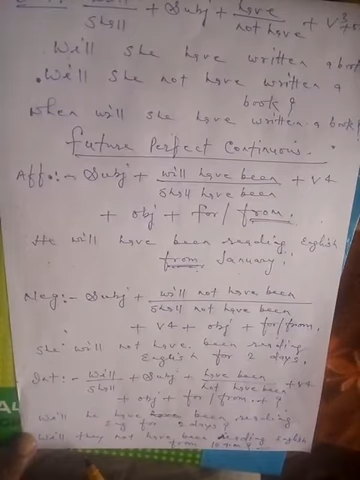 will + Subj + have + V3
shall not have
Will she have written a book
Will she not have written a
book?
when will she have written a book?
future Perfect Continuous.
Aff:- Subj + will have been + V4
shall have been
+ obj + for/from.
He will have been reading English
from January.
Neg:- Subj + will not have been
shall not have been
+ V4 + obj + for/from.
She will not have been reading
English for 2 days.
Int:- will + Subj + have been + V4
shall not have been
+ obj + for/from + ?
Will he have been reading
Eng for 2 days?
Will they not have been reading English
from